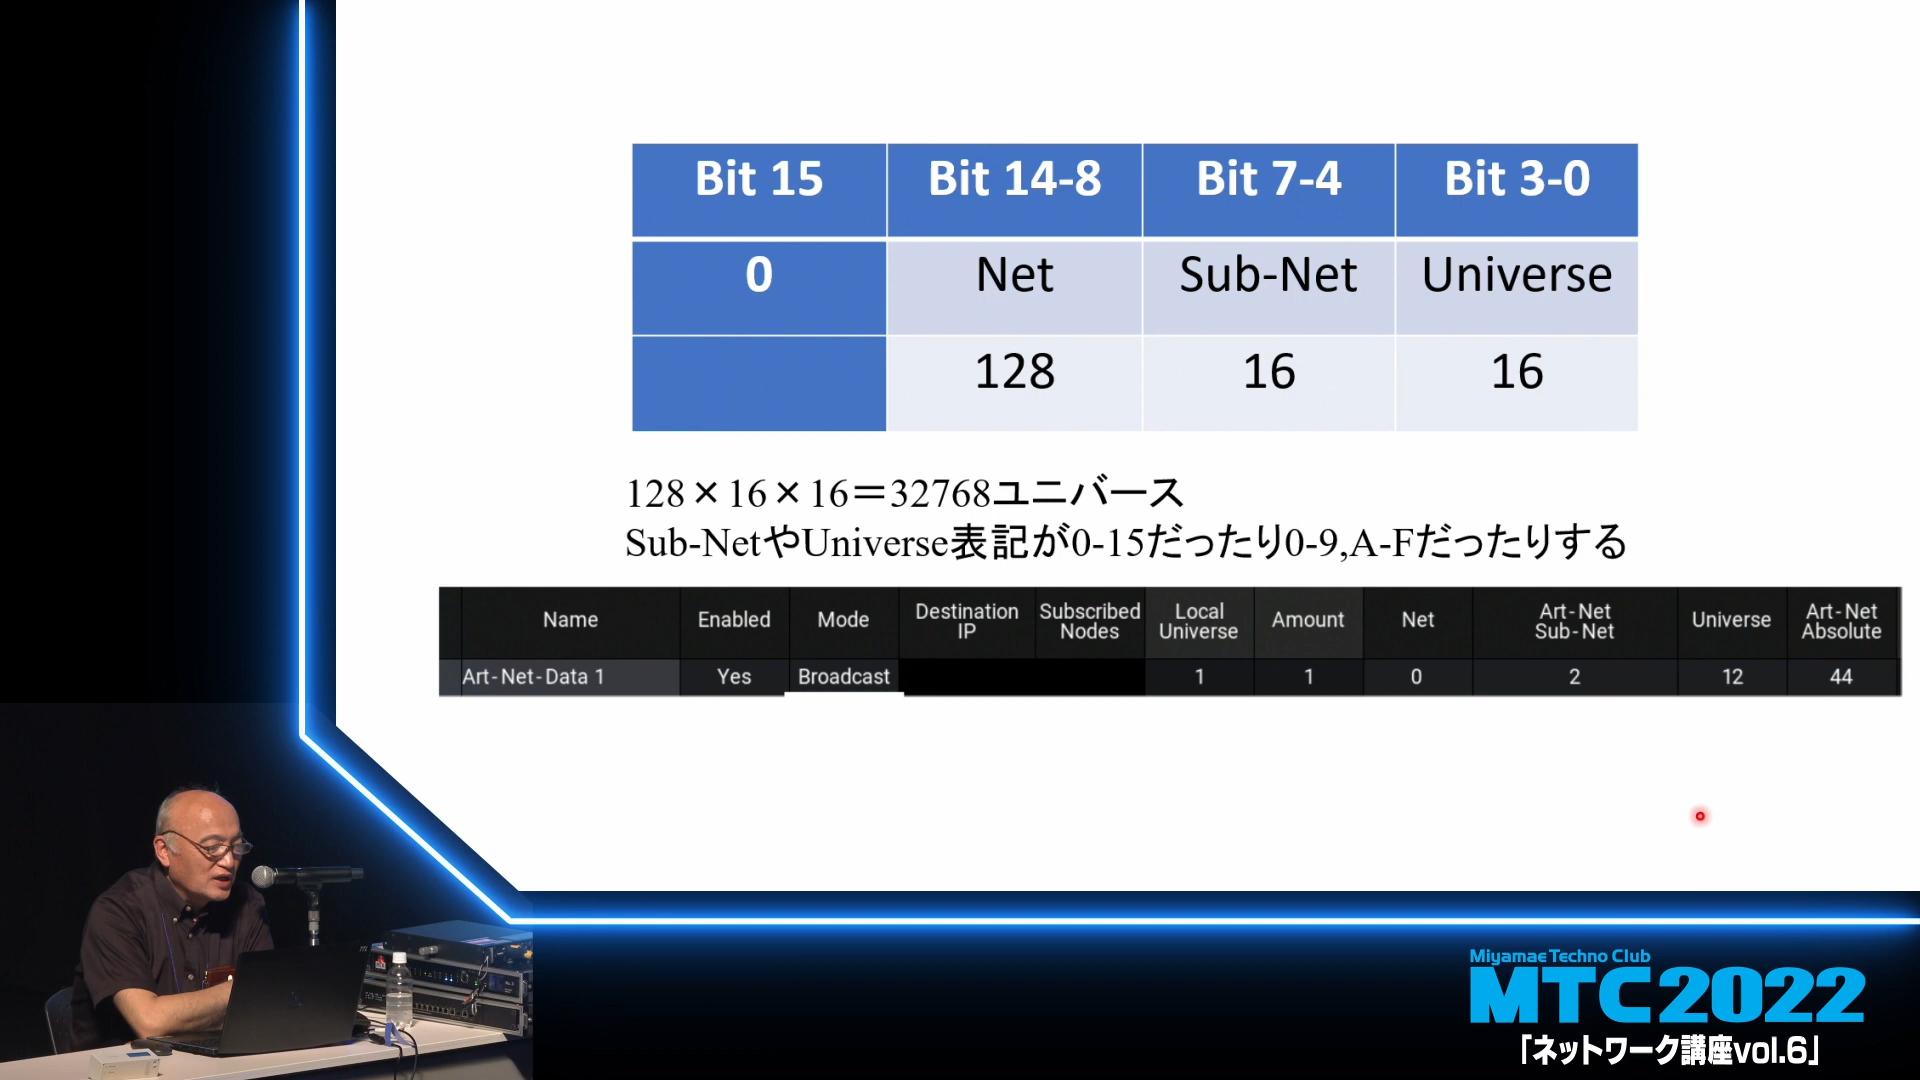 Bit 15 Bit 14-8 Bit 7-4 Bit 3-0
0 Net Sub-Net Universe
128 16 16
128×16×16＝32768ユニバース
Sub-NetやUniverse表記が0-15だったり0-9,A-Fだったりする
Name Enabled Mode Destination IP Subscribed Nodes Local Universe Amount Net Art-Net Sub-Net Universe Art-Net Absolute
Art-Net-Data 1 Yes Broadcast 1 1 0 2 12 44
Miyamae Techno Club
MTC2022
「ネットワーク講座vol.6」